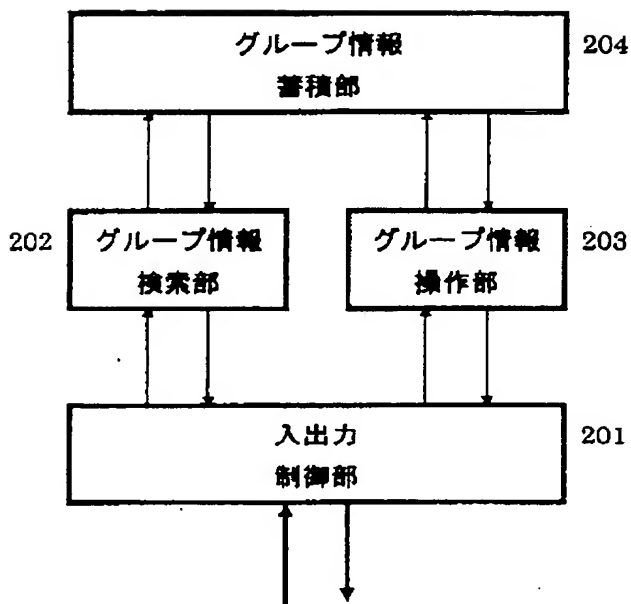 グループ情報
蓄積部
204
202
グループ情報
検索部
グループ情報
操作部
203
入出力
制御部
201